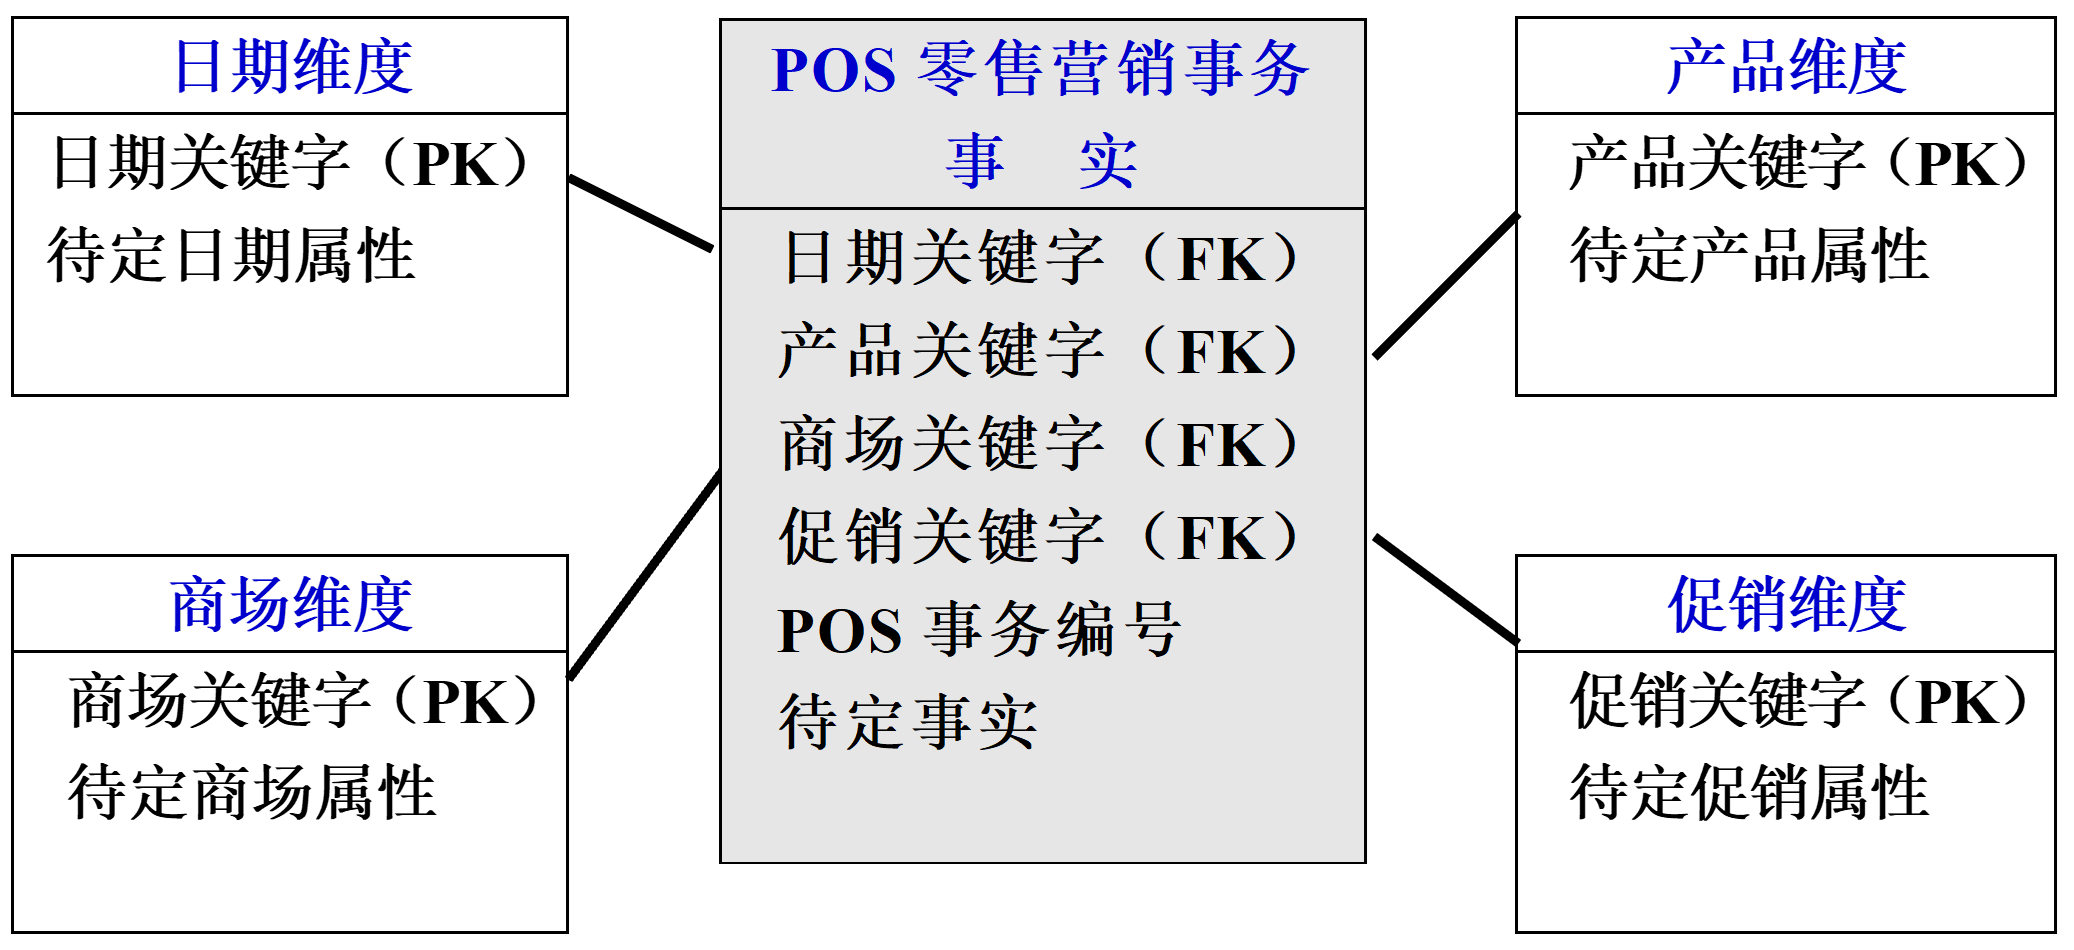 日期维度
日期关键字（PK）
待定日期属性
POS 零售营销事务
事 实
日期关键字（FK）
产品关键字（FK）
商场关键字（FK）
促销关键字（FK）
POS 事务编号
待定事实
产品维度
产品关键字（PK）
待定产品属性
商场维度
商场关键字（PK）
待定商场属性
促销维度
促销关键字（PK）
待定促销属性